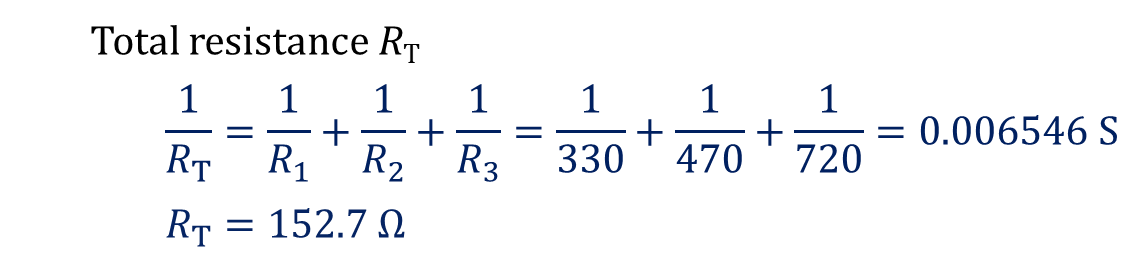 Total resistance R_T
1/R_T = 1/R_1 + 1/R_2 + 1/R_3 = 1/330 + 1/470 + 1/720 = 0.006546 S
R_T = 152.7 Ω